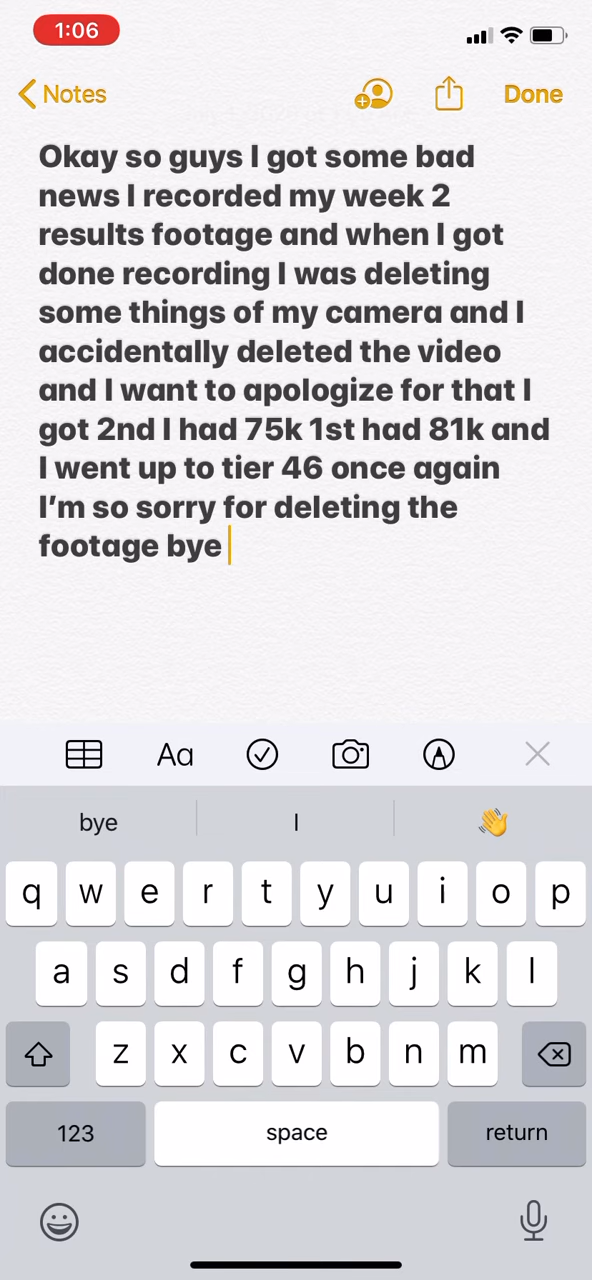 1:06
Notes
Done
Okay so guys I got some bad
news I recorded my week 2
results footage and when I got
done recording I was deleting
some things of my camera and I
accidentally deleted the video
and I want to apologize for that I
got 2nd I had 75k 1st had 81k and
I went up to tier 46 once again
I'm so sorry for deleting the
footage bye
Aa
bye I 👋
q w e r t y u i o p
a s d f g h j k l
z x c v b n m
123 space return